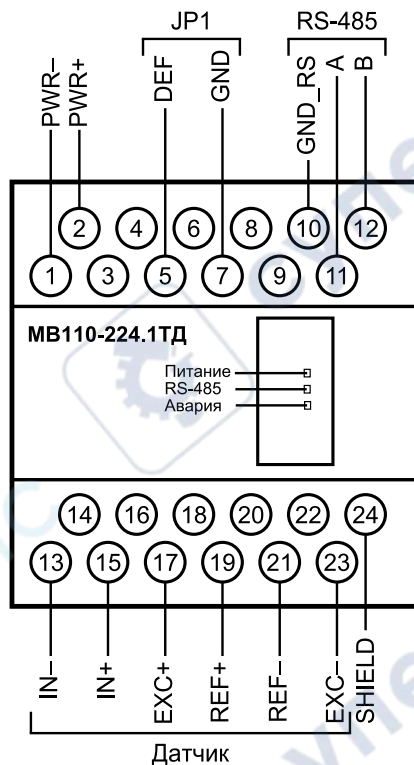 JP1
RS-485
PWR–
PWR+
DEF
GND
GND_RS
A
B
2
4
6
8
10
12
1
3
5
7
9
11
МВ110-224.1ТД
Питание
RS-485
Авария
14
16
18
20
22
24
13
15
17
19
21
23
IN–
IN+
EXC+
REF+
REF–
EXC–
SHIELD
Датчик